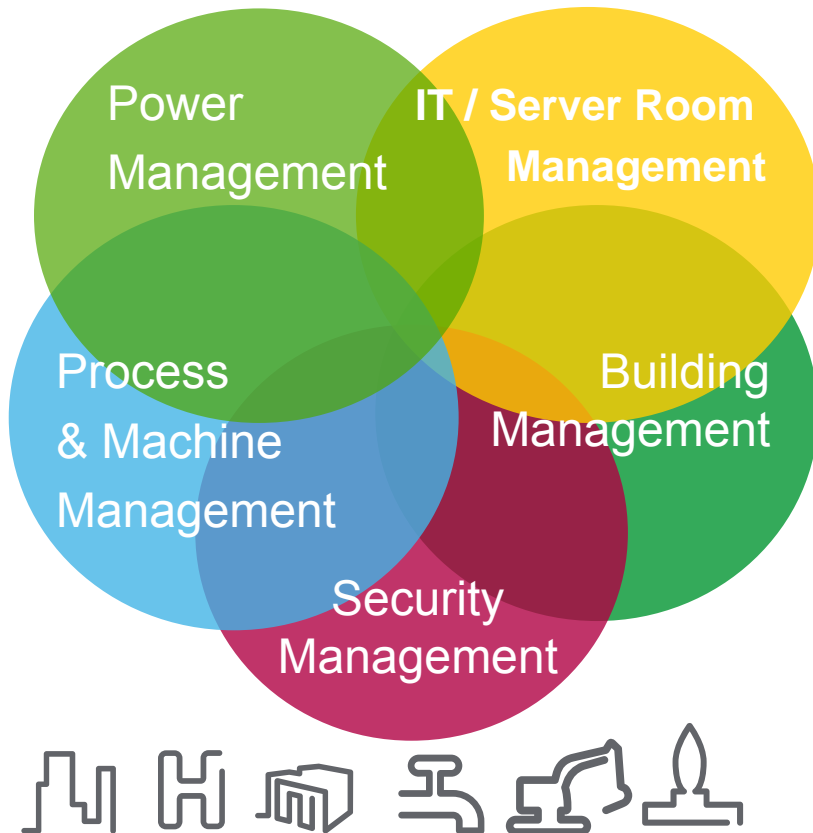 Power
Management
IT / Server Room
Management
Process
& Machine
Management
Building
Management
Security
Management